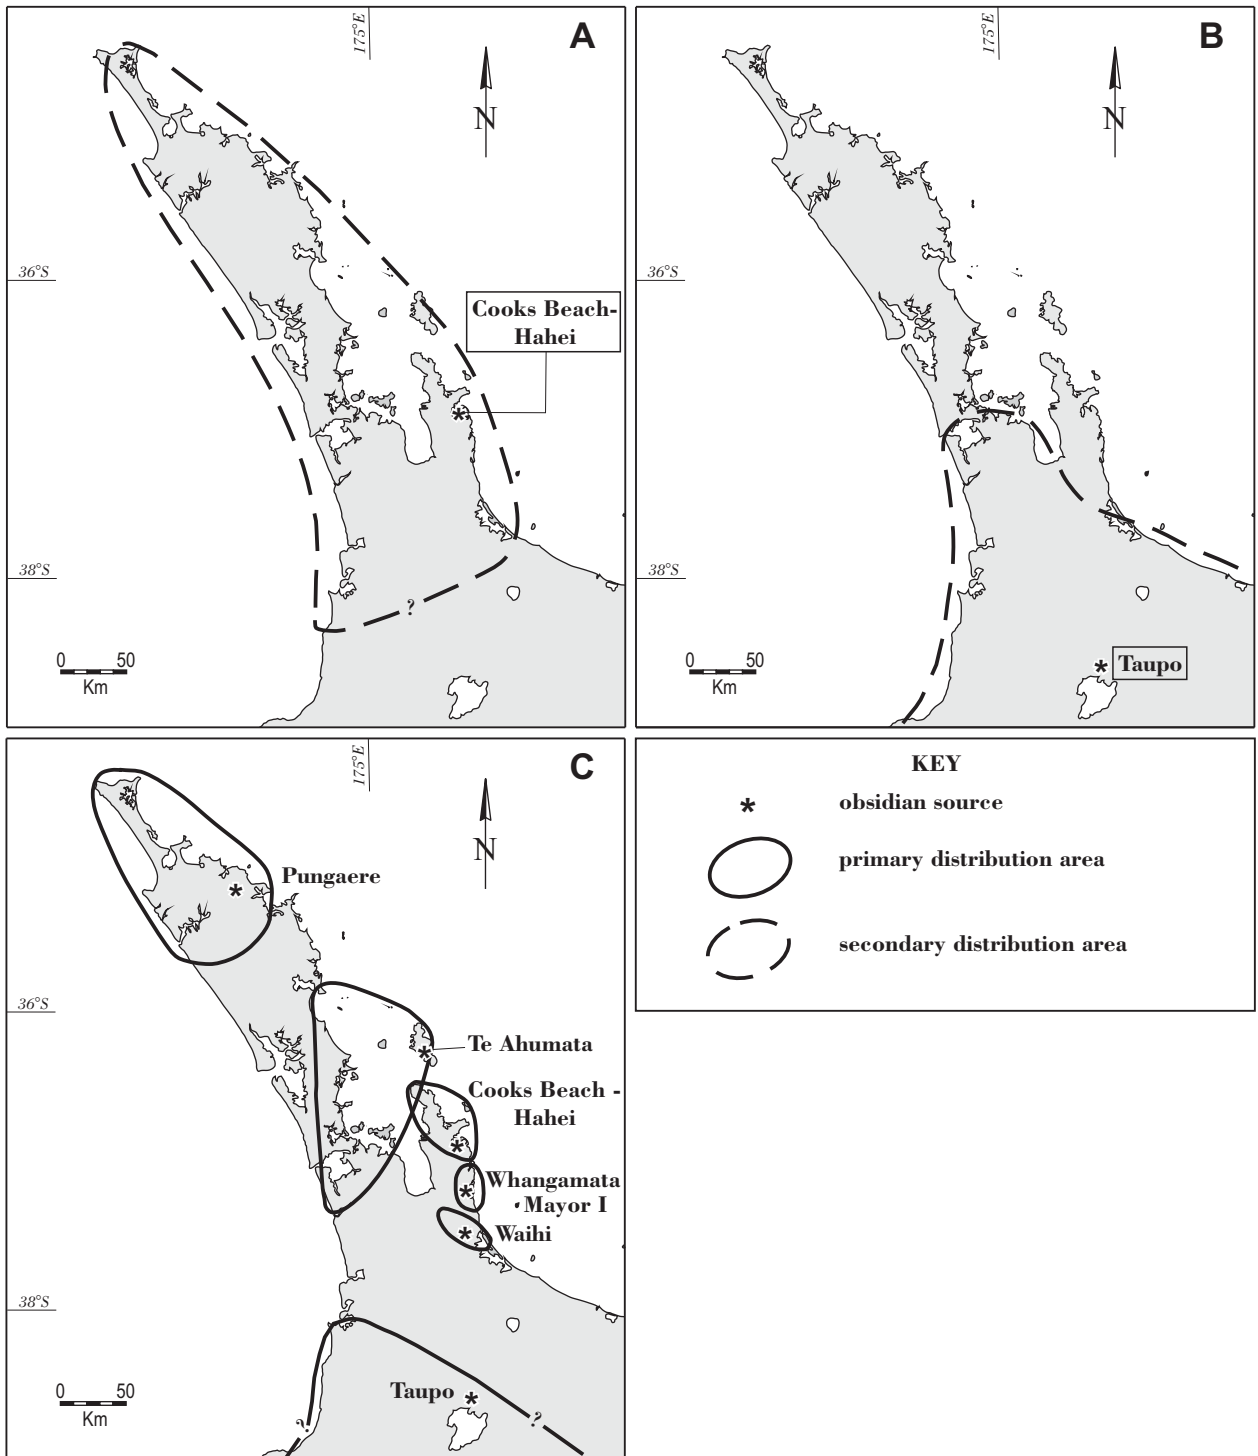 175°E
A
N
36°S
Cooks Beach-
Hahei
38°S
?
0 50
Km
175°E
B
N
36°S
38°S
Taupo
0 50
Km
175°E
C
N
Pungaere
36°S
Te Ahumata
Cooks Beach -
Hahei
Whangamata
Mayor I
Waihi
38°S
Taupo
0 50
Km
?
?
KEY
* obsidian source
primary distribution area
secondary distribution area